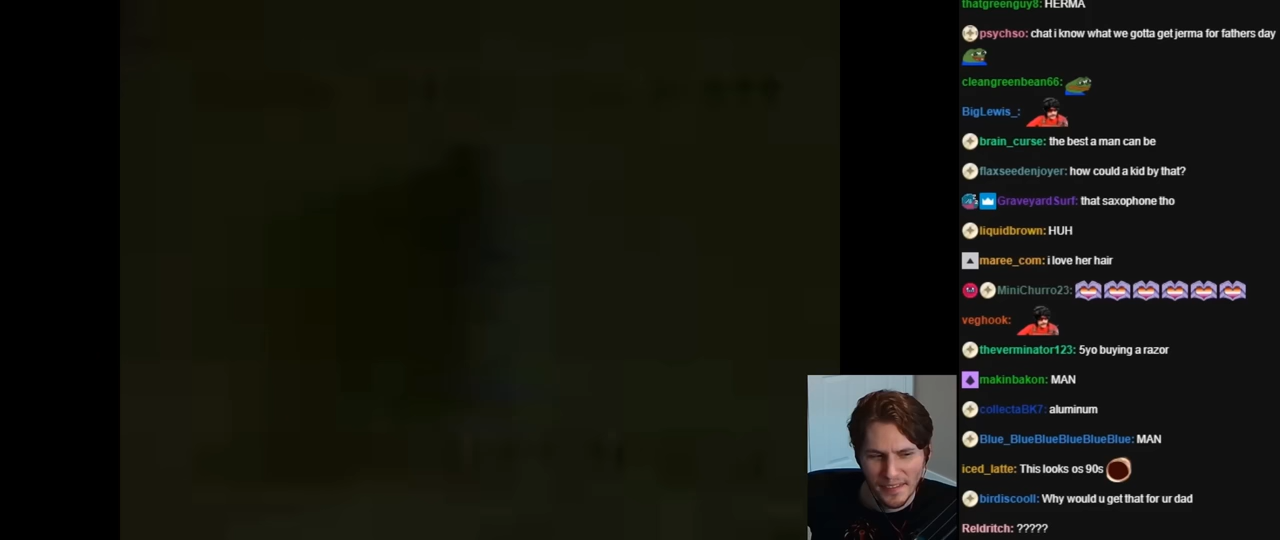 thatgreenguy8: HERMA
psychso: chat i know what we gotta get jerma for fathers day
cleangreenbean66:
BigLewis_:
brain_curse: the best a man can be
flaxseedenjoyer: how could a kid by that?
GraveyardSurf: that saxophone tho
liquidbrown: HUH
maree_com: i love her hair
MiniChurro23:
veghook:
theverminator123: 5yo buying a razor
makinbakon: MAN
collectaBK7: aluminum
Blue_BlueBlueBlueBlueBlue: MAN
iced_latte: This looks os 90s
birdiscooll: Why would u get that for ur dad
Reldritch: ?????